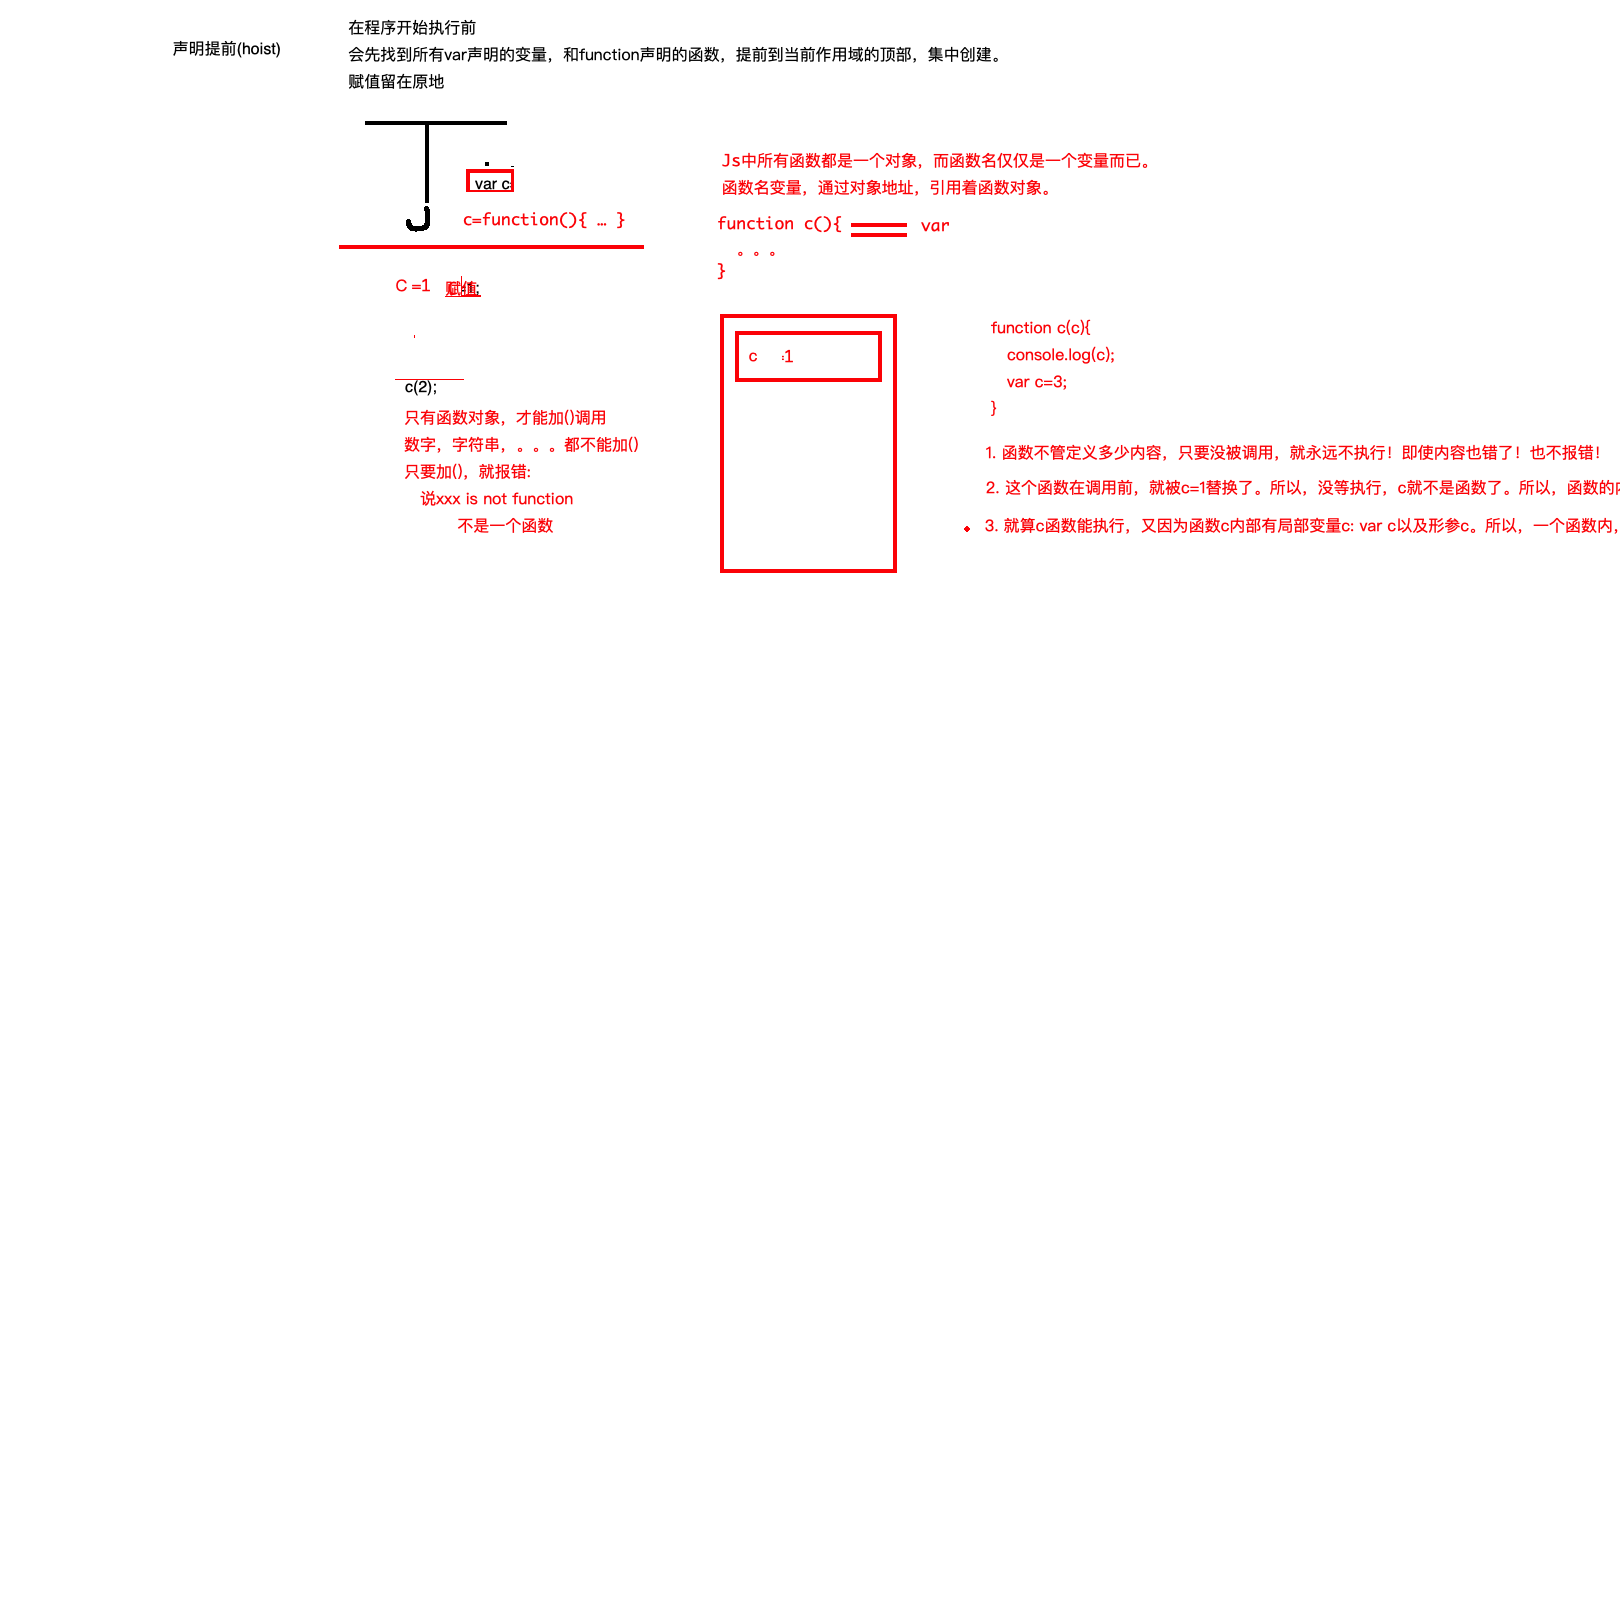 声明提前(hoist)
在程序开始执行前
会先找到所有var声明的变量，和function声明的函数，提前到当前作用域的顶部，集中创建。
赋值留在原地
var c
c=function(){ … }
C =1
赋值
c(2);
只有函数对象，才能加()调用
数字，字符串，。。。都不能加()
只要加()，就报错:
说xxx is not function
不是一个函数
Js中所有函数都是一个对象，而函数名仅仅是一个变量而已。
函数名变量，通过对象地址，引用着函数对象。
function c(){
var
。。。
}
c :1
function c(c){
console.log(c);
var c=3;
}
1. 函数不管定义多少内容，只要没被调用，就永远不执行！即使内容也错了！也不报错！
2. 这个函数在调用前，就被c=1替换了。所以，没等执行，c就不是函数了。所以，函数的
3. 就算c函数能执行，又因为函数c内部有局部变量c: var c以及形参c。所以，一个函数内，